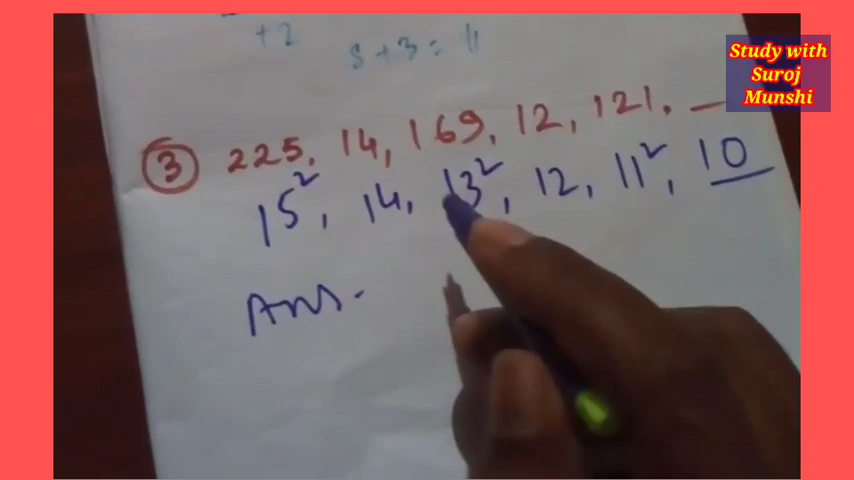 +2
8+3= 11
Study with
Suroj
Munshi
3 225, 14, 169, 12, 121, _
15², 14, 13², 12, 11², 10
Ans.